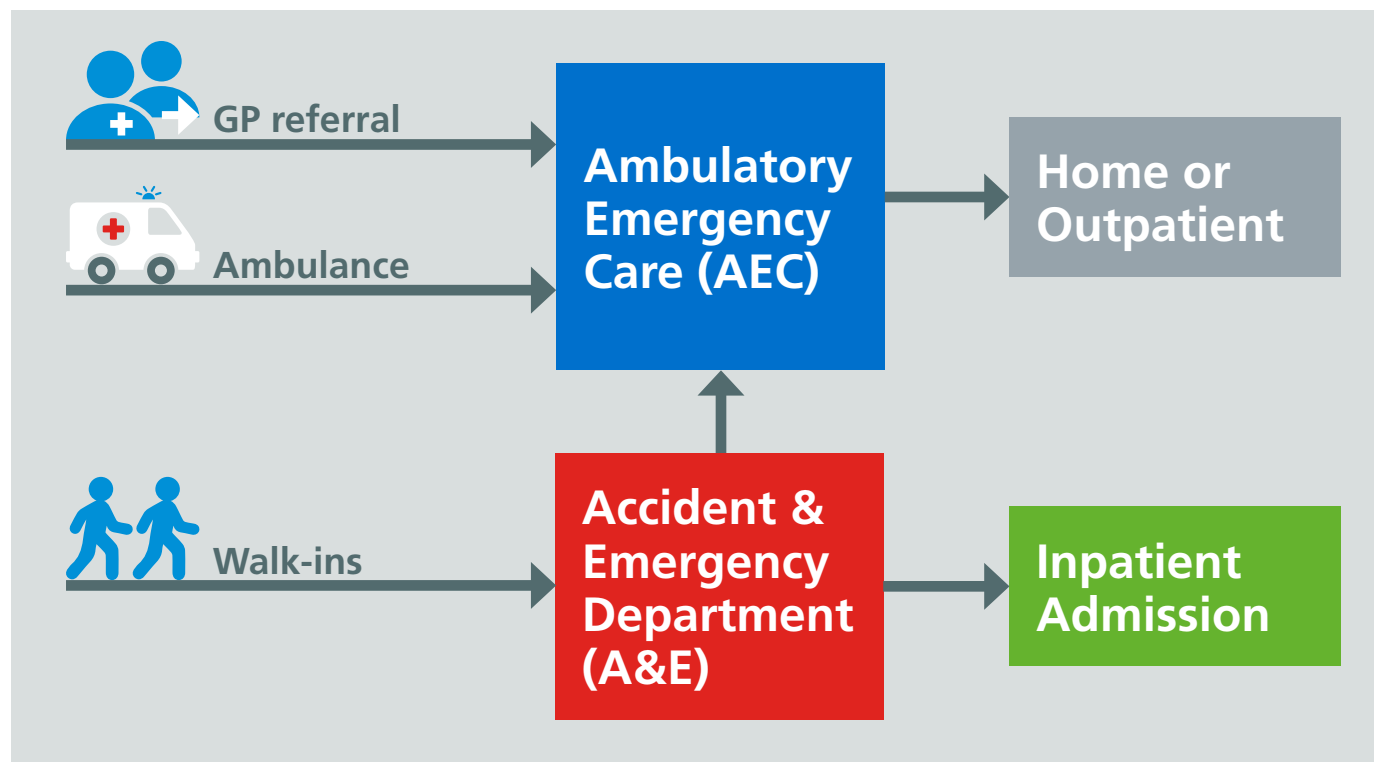 GP referral
Ambulance
Walk-ins
Ambulatory
Emergency
Care (AEC)
Home or
Outpatient
Accident &
Emergency
Department
(A&E)
Inpatient
Admission